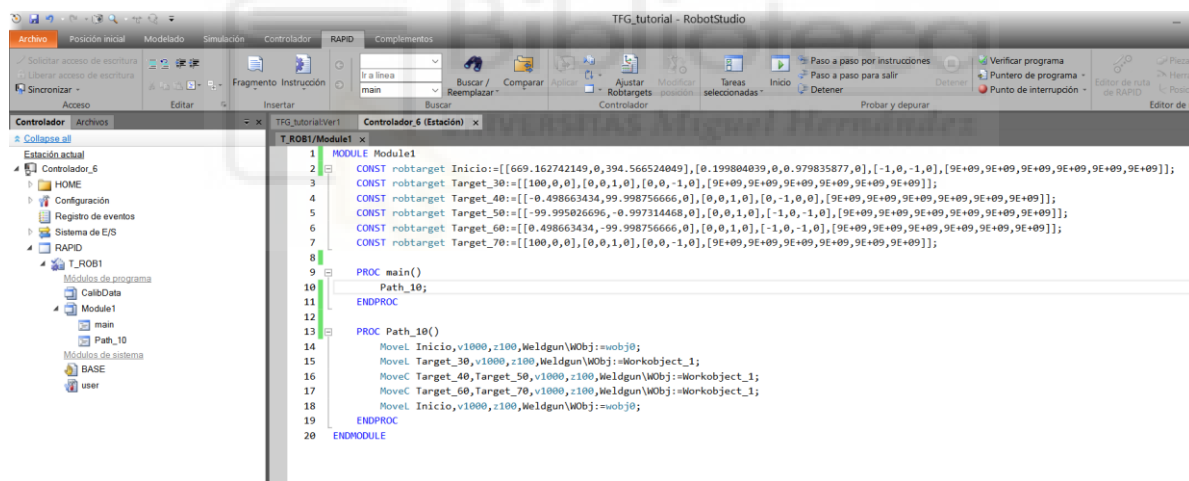 TFG_tutorial - RobotStudio
Archivo Posición inicial Modelado Simulación Controlador RAPID Complementos
Solicitar acceso de escritura
Liberar acceso de escritura
Sincronizar
Fragmento Instrucción
Ir a línea
main
Buscar / Reemplazar
Comparar
Aplicar
Ajustar Robtargets
Modificar posición
Tareas seleccionadas
Inicio
Paso a paso por instrucciones
Paso a paso para salir
Detener
Detener
Verificar programa
Puntero de programa
Punto de interrupción
Editor de ruta de RAPID
Acceso Editar Insertar Buscar Controlador Probar y depurar Editor de
Biblioteca
UNIVERSITAS Miguel Hernández
Controlador Archivos
TFG_tutorial:Ver1 Controlador_6 (Estación)
Collapse all
T_ROB1/Module1
Estación actual
Controlador_6
HOME
Configuración
Registro de eventos
Sistema de E/S
RAPID
T_ROB1
Módulos de programa
CalibData
Module1
main
Path_10
Módulos de sistema
BASE
user
1 MODULE Module1
2 CONST robtarget Inicio:=[[669.162742149,0,394.566524049],[0.199804039,0,0.979835877,0],[-1,0,-1,0],[9E+09,9E+09,9E+09,9E+09,9E+09,9E+09]];
3 CONST robtarget Target_30:=[[100,0,0],[0,0,1,0],[0,0,-1,0],[9E+09,9E+09,9E+09,9E+09,9E+09,9E+09]];
4 CONST robtarget Target_40:=[[-0.498663434,99.998756666,0],[0,0,1,0],[0,-1,0,0],[9E+09,9E+09,9E+09,9E+09,9E+09,9E+09]];
5 CONST robtarget Target_50:=[[-99.995026696,-0.997314468,0],[0,0,1,0],[-1,0,-1,0],[9E+09,9E+09,9E+09,9E+09,9E+09,9E+09]];
6 CONST robtarget Target_60:=[[0.498663434,-99.998756666,0],[0,0,1,0],[-1,0,-1,0],[9E+09,9E+09,9E+09,9E+09,9E+09,9E+09]];
7 CONST robtarget Target_70:=[[100,0,0],[0,0,1,0],[0,0,-1,0],[9E+09,9E+09,9E+09,9E+09,9E+09,9E+09]];
8
9 PROC main()
10 Path_10;
11 ENDPROC
12
13 PROC Path_10()
14 MoveL Inicio,v1000,z100,Weldgun\WObj:=wobj0;
15 MoveL Target_30,v1000,z100,Weldgun\WObj:=Workobject_1;
16 MoveC Target_40,Target_50,v1000,z100,Weldgun\WObj:=Workobject_1;
17 MoveC Target_60,Target_70,v1000,z100,Weldgun\WObj:=Workobject_1;
18 MoveL Inicio,v1000,z100,Weldgun\WObj:=wobj0;
19 ENDPROC
20 ENDMODULE